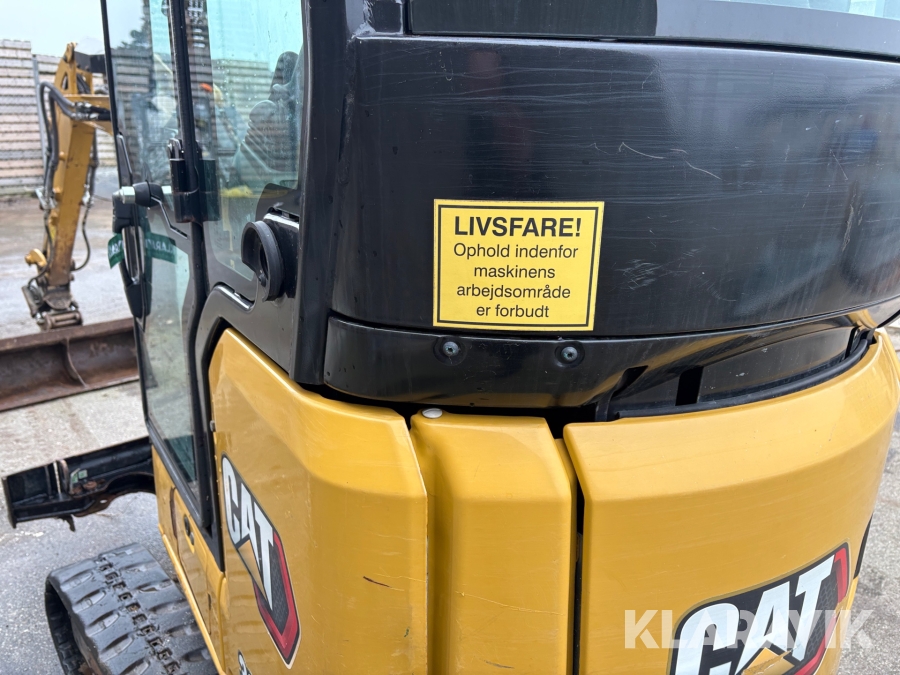 LIVSFARE!
Ophold indenfor
maskinens
arbejdsområde
er forbudt
CAT
CAT
KLARAVIK